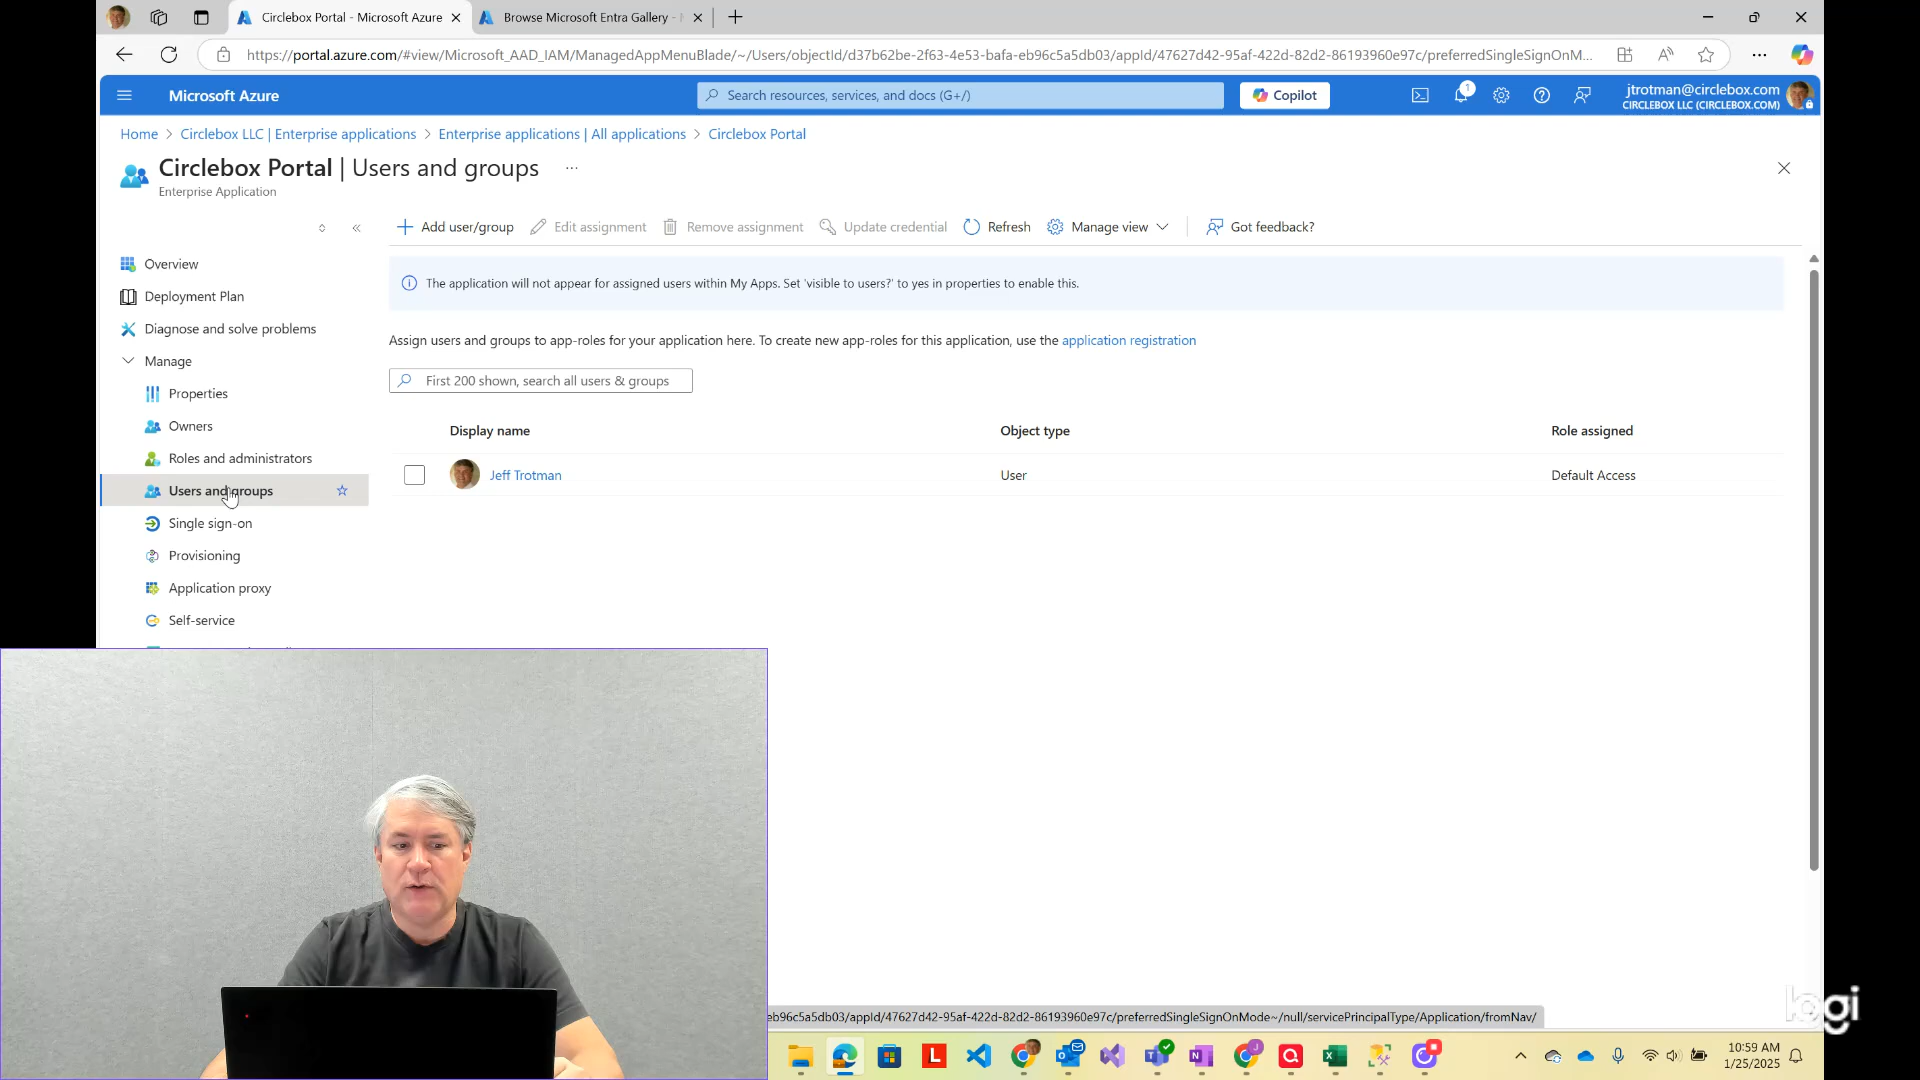 Circlebox Portal - Microsoft Azure
Browse Microsoft Entra Gallery -
https://portal.azure.com/#view/Microsoft_AAD_IAM/ManagedAppMenuBlade/~/Users/objectId/d37b62be-2f63-4e53-bafa-eb96c5a5db03/appId/47627d42-95af-422d-82d2-86193960e97c/preferredSingleSignOnM...
Microsoft Azure
Search resources, services, and docs (G+/)
Copilot
1
jtrotman@circlebox.com
CIRCLEBOX LLC (CIRCLEBOX.COM)
Home > Circlebox LLC | Enterprise applications > Enterprise applications | All applications > Circlebox Portal
Circlebox Portal | Users and groups ...
Enterprise Application
Add user/group
Edit assignment
Remove assignment
Update credential
Refresh
Manage view
Got feedback?
Overview
Deployment Plan
Diagnose and solve problems
Manage
Properties
Owners
Roles and administrators
Users and groups
Single sign-on
Provisioning
Application proxy
Self-service
The application will not appear for assigned users within My Apps. Set 'visible to users?' to yes in properties to enable this.
Assign users and groups to app-roles for your application here. To create new app-roles for this application, use the application registration
First 200 shown, search all users & groups
Display name Object type Role assigned
Jeff Trotman User Default Access
eb96c5a5db03/appId/47627d42-95af-422d-82d2-86193960e97c/preferredSingleSignOnMode~/null/servicePrincipalType/Application/fromNav/
logi
10:59 AM
1/25/2025